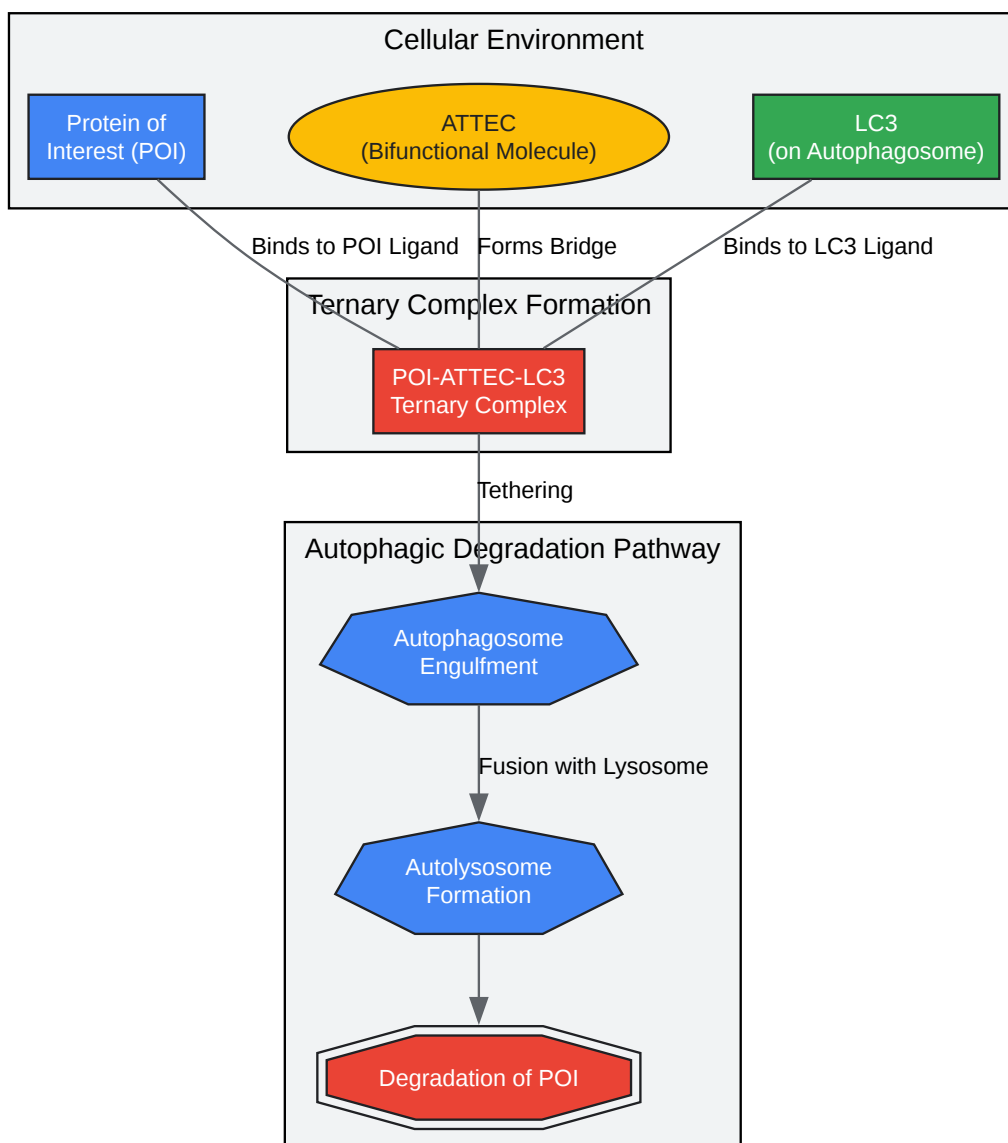 Cellular Environment
Protein of
Interest (POI)
ATTEC
(Bifunctional Molecule)
LC3
(on Autophagosome)
Binds to POI Ligand
Forms Bridge
Binds to LC3 Ligand
Ternary Complex Formation
POI-ATTEC-LC3
Ternary Complex
Tethering
Autophagic Degradation Pathway
Autophagosome
Engulfment
Fusion with Lysosome
Autolysosome
Formation
Degradation of POI